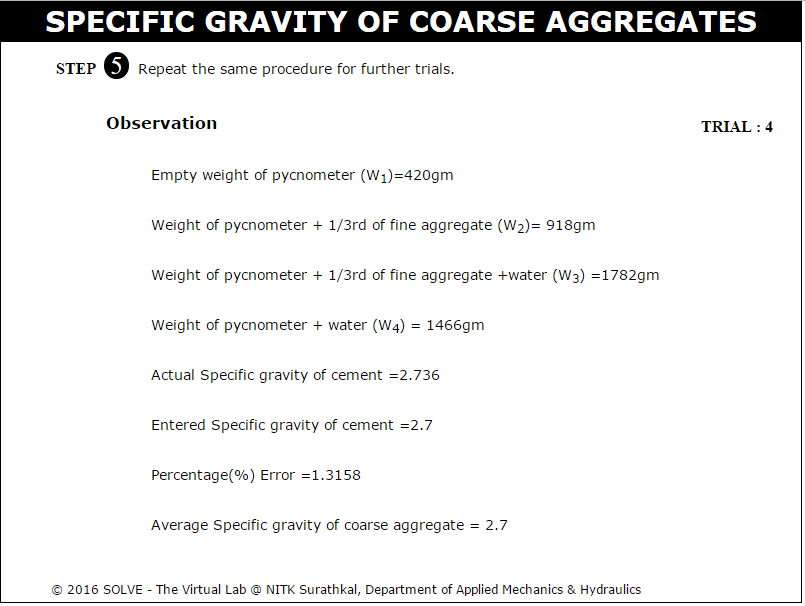 SPECIFIC GRAVITY OF COARSE AGGREGATES
STEP 5 Repeat the same procedure for further trials.
Observation
TRIAL : 4
Empty weight of pycnometer (W1)=420gm
Weight of pycnometer + 1/3rd of fine aggregate (W2)= 918gm
Weight of pycnometer + 1/3rd of fine aggregate +water (W3) =1782gm
Weight of pycnometer + water (W4) = 1466gm
Actual Specific gravity of cement =2.736
Entered Specific gravity of cement =2.7
Percentage(%) Error =1.3158
Average Specific gravity of coarse aggregate = 2.7
© 2016 SOLVE - The Virtual Lab @ NITK Surathkal, Department of Applied Mechanics & Hydraulics